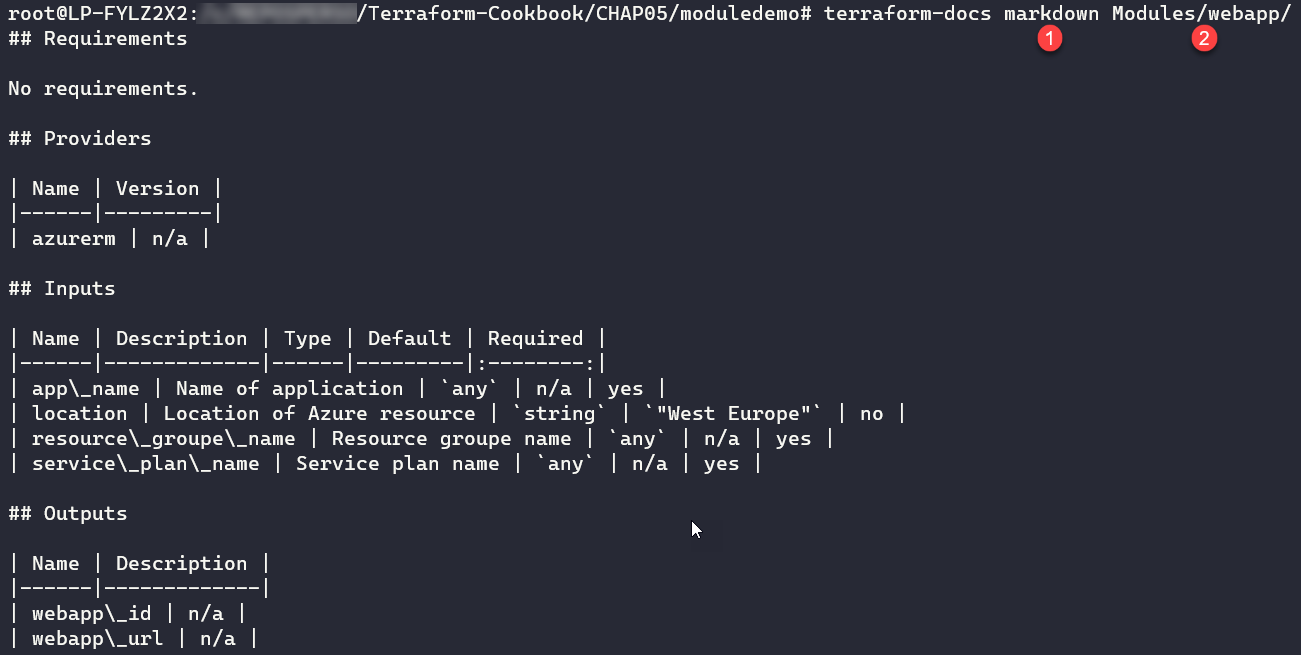 root@LP-FYLZ2X2: /Terraform-Cookbook/CHAP05/moduledemo# terraform-docs markdown Modules/webapp/
1 2
## Requirements
No requirements.
## Providers
| Name | Version |
|------|---------|
| azurerm | n/a |
## Inputs
| Name | Description | Type | Default | Required |
|------|-------------|------|---------|:--------:|
| app\_name | Name of application | `any` | n/a | yes |
| location | Location of Azure resource | `string` | `"West Europe"` | no |
| resource\_groupe\_name | Resource groupe name | `any` | n/a | yes |
| service\_plan\_name | Service plan name | `any` | n/a | yes |
## Outputs
| Name | Description |
|------|-------------|
| webapp\_id | n/a |
| webapp\_url | n/a |